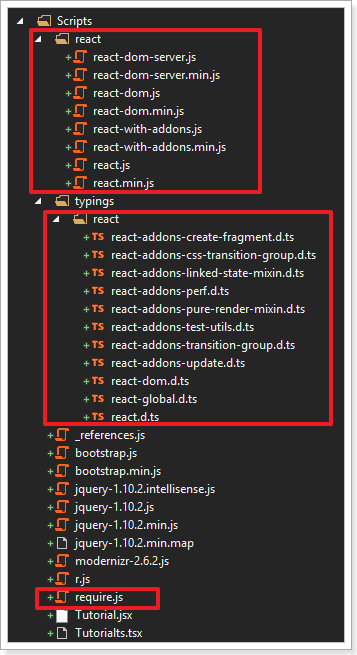 Scripts
react
react-dom-server.js
react-dom-server.min.js
react-dom.js
react-dom.min.js
react-with-addons.js
react-with-addons.min.js
react.js
react.min.js
typings
react
TS react-addons-create-fragment.d.ts
TS react-addons-css-transition-group.d.ts
TS react-addons-linked-state-mixin.d.ts
TS react-addons-perf.d.ts
TS react-addons-pure-render-mixin.d.ts
TS react-addons-test-utils.d.ts
TS react-addons-transition-group.d.ts
TS react-addons-update.d.ts
TS react-dom.d.ts
TS react-global.d.ts
TS react.d.ts
_references.js
bootstrap.js
bootstrap.min.js
jquery-1.10.2.intellisense.js
jquery-1.10.2.js
jquery-1.10.2.min.js
jquery-1.10.2.min.map
modernizr-2.6.2.js
r.js
require.js
Tutorial.jsx
Tutorialts.tsx